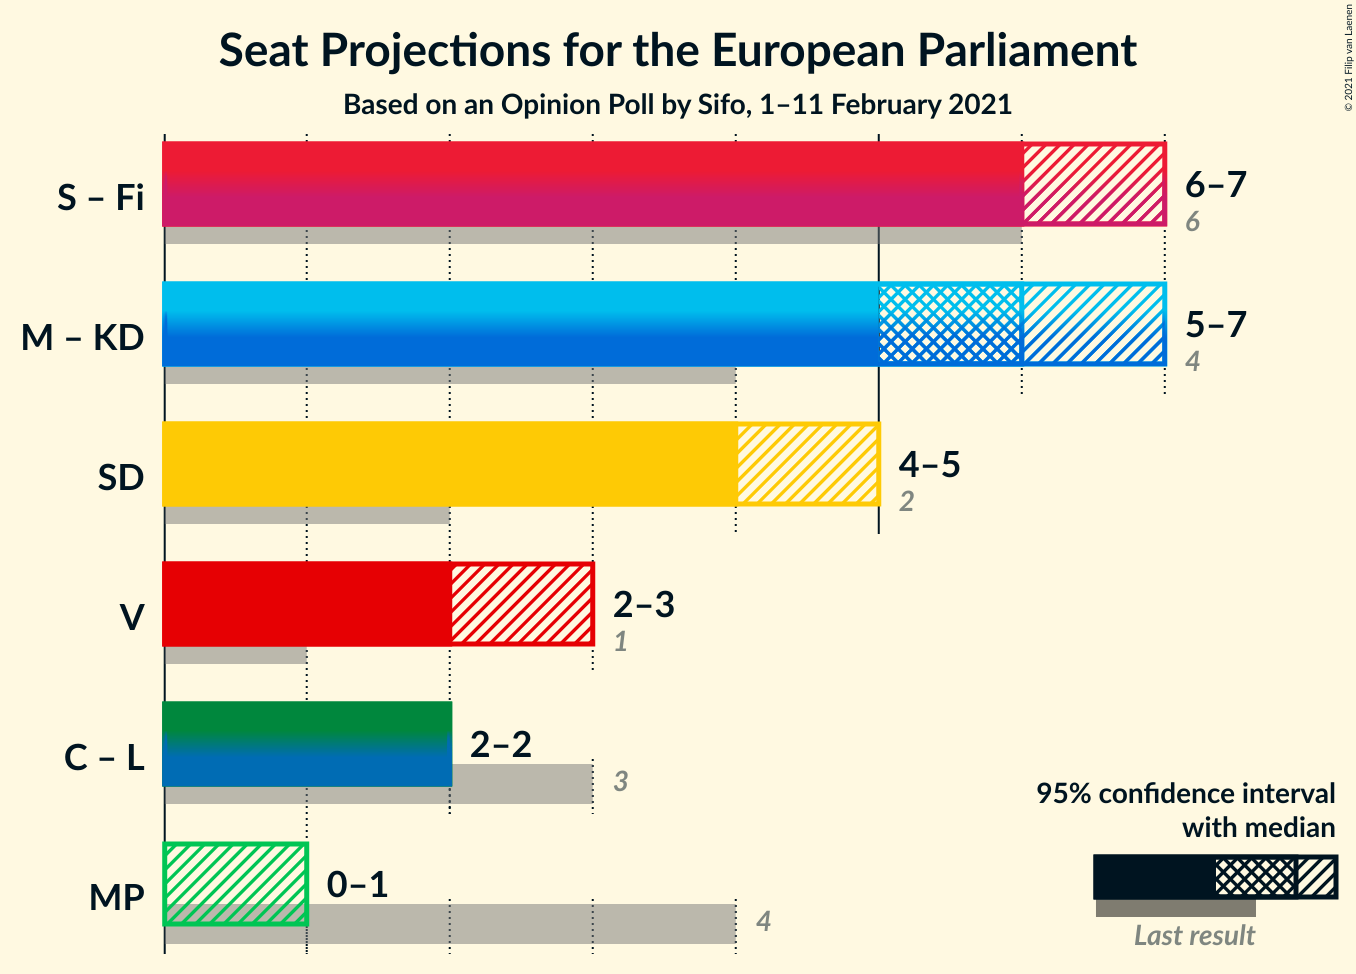 Seat Projections for the European Parliament
Based on an Opinion Poll by Sifo, 1–11 February 2021
© 2021 Filip van Laenen
S – Fi
6–7
6
M – KD
5–7
4
SD
4–5
2
V
2–3
1
C – L
2–2
3
MP
0–1
4
95% confidence interval
with median
Last result